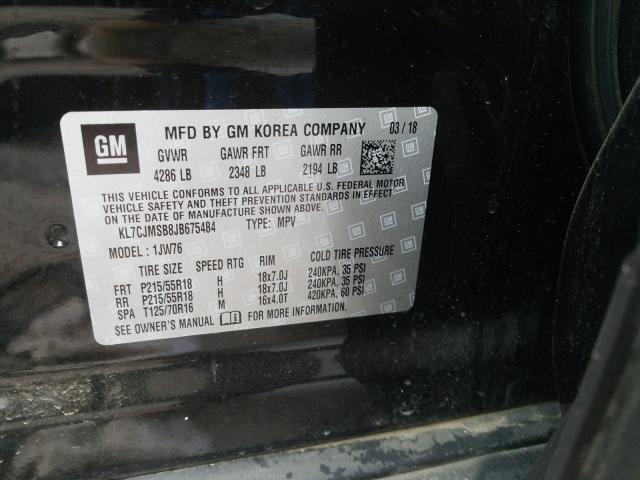 GM MFD BY GM KOREA COMPANY 03/18
GVWR GAWR FRT GAWR RR
4286 LB 2348 LB 2194 LB
THIS VEHICLE CONFORMS TO ALL APPLICABLE U.S. FEDERAL MOTOR
VEHICLE SAFETY AND THEFT PREVENTION STANDARDS IN EFFECT
ON THE DATE OF MANUFACTURE SHOWN ABOVE.
KL7CJMSB8JB675484 TYPE: MPV
MODEL: 1JW76
TIRE SIZE SPEED RTG RIM COLD TIRE PRESSURE
FRT P215/55R18 H 18x7.0J 240KPA, 35 PSI
RR P215/55R18 H 18x7.0J 240KPA, 35 PSI
SPA T125/70R16 M 16x4.0T 420KPA, 60 PSI
SEE OWNER'S MANUAL FOR MORE INFORMATION.